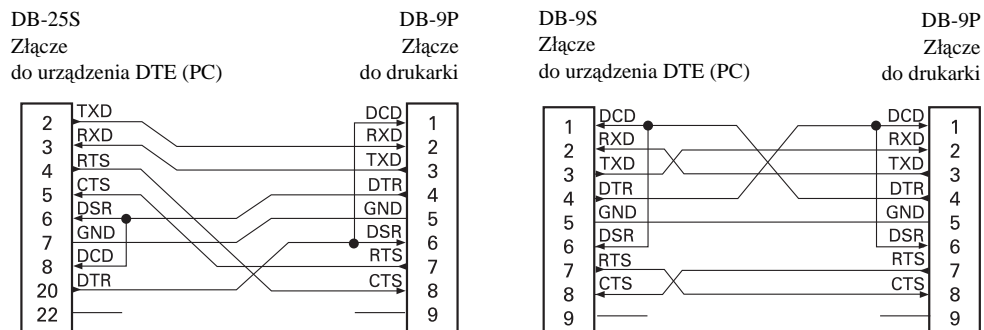 DB-25S DB-9P
Złącze Złącze
do urządzenia DTE (PC) do drukarki
2 TXD DCD 1
3 RXD RXD 2
4 RTS TXD 3
5 CTS DTR 4
6 DSR GND 5
7 GND DSR 6
8 DCD RTS 7
20 DTR CTS 8
22 9
DB-9S DB-9P
Złącze Złącze
do urządzenia DTE (PC) do drukarki
1 DCD DCD 1
2 RXD RXD 2
3 TXD TXD 3
4 DTR DTR 4
5 GND GND 5
6 DSR DSR 6
7 RTS RTS 7
8 CTS CTS 8
9 9